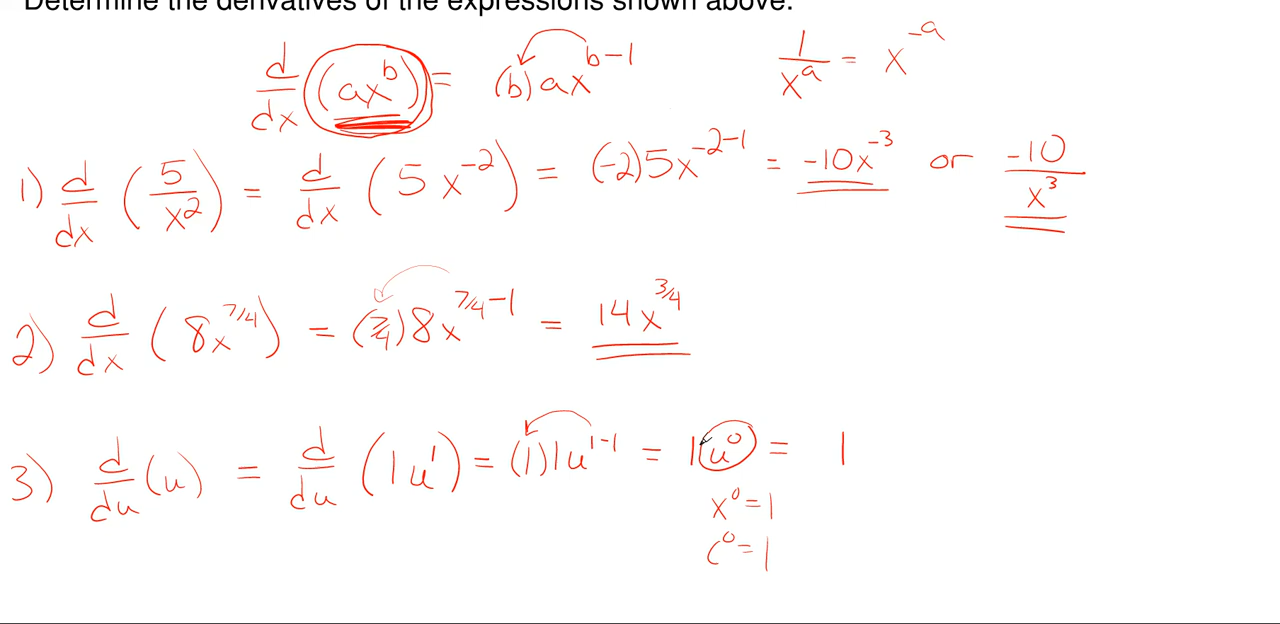 Determine the derivatives of the expressions shown above.
d/dx (ax^b) = (b)ax^{b-1}    1/x^a = x^{-a}
1) d/dx (5/x^2) = d/dx (5x^{-2}) = (-2)5x^{-2-1} = -10x^{-3} or -10/x^3
2) d/dx (8x^{7/4}) = (7/4)8x^{7/4-1} = 14x^{3/4}
3) d/du (u) = d/du (1u^1) = (1)1u^{1-1} = 1u^0 = 1
x^0 = 1
c^0 = 1